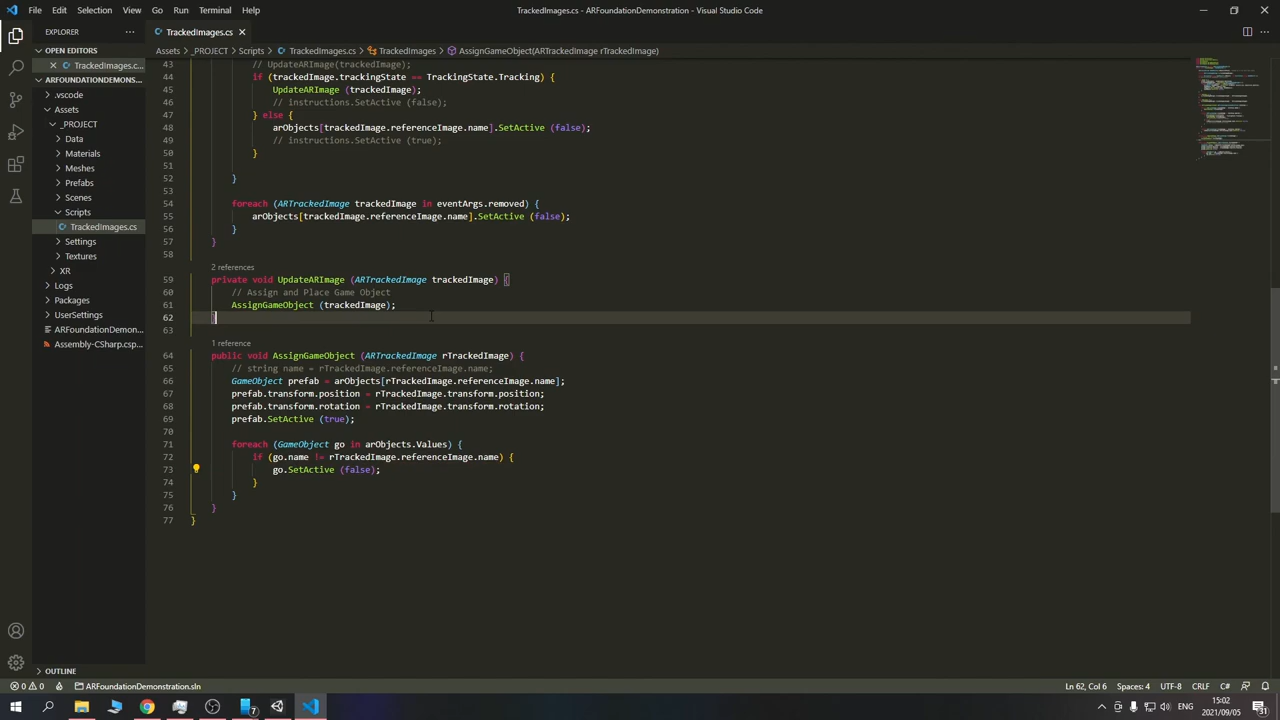 File Edit Selection View Go Run Terminal Help
TrackedImages.cs - ARFoundationDemonstration - Visual Studio Code
EXPLORER
TrackedImages.cs
OPEN EDITORS
TrackedImages.c...
ARFOUNDATIONDEMONS...
.vscode
Assets
_PROJECT
Data
Materials
Meshes
Prefabs
Scenes
Scripts
TrackedImages.cs
Settings
Textures
XR
Logs
Packages
UserSettings
ARFoundationDemon...
Assembly-CSharp.csp...
OUTLINE
Assets > _PROJECT > Scripts > TrackedImages.cs > TrackedImages > AssignGameObject(ARTrackedImage rTrackedImage)
43 // UpdateARImage(trackedImage);
44 if (trackedImage.trackingState == TrackingState.Tracking) {
45 UpdateARImage (trackedImage);
46 // instructions.SetActive (false);
47 } else {
48 arObjects[trackedImage.referenceImage.name].SetActive (false);
49 // instructions.SetActive (true);
50 }
51
52 }
53
54 foreach (ARTrackedImage trackedImage in eventArgs.removed) {
55 arObjects[trackedImage.referenceImage.name].SetActive (false);
56 }
57 }
58
2 references
59 private void UpdateARImage (ARTrackedImage trackedImage) {
60 // Assign and Place Game Object
61 AssignGameObject (trackedImage);
62 }
63
1 reference
64 public void AssignGameObject (ARTrackedImage rTrackedImage) {
65 // string name = rTrackedImage.referenceImage.name;
66 GameObject prefab = arObjects[rTrackedImage.referenceImage.name];
67 prefab.transform.position = rTrackedImage.transform.position;
68 prefab.transform.rotation = rTrackedImage.transform.rotation;
69 prefab.SetActive (true);
70
71 foreach (GameObject go in arObjects.Values) {
72 if (go.name != rTrackedImage.referenceImage.name) {
73 go.SetActive (false);
74 }
75 }
76 }
77 }
0 0 ARFoundationDemonstration.sln
Ln 62, Col 6 Spaces: 4 UTF-8 CRLF C#
7
ENG
15:02
2021/09/05